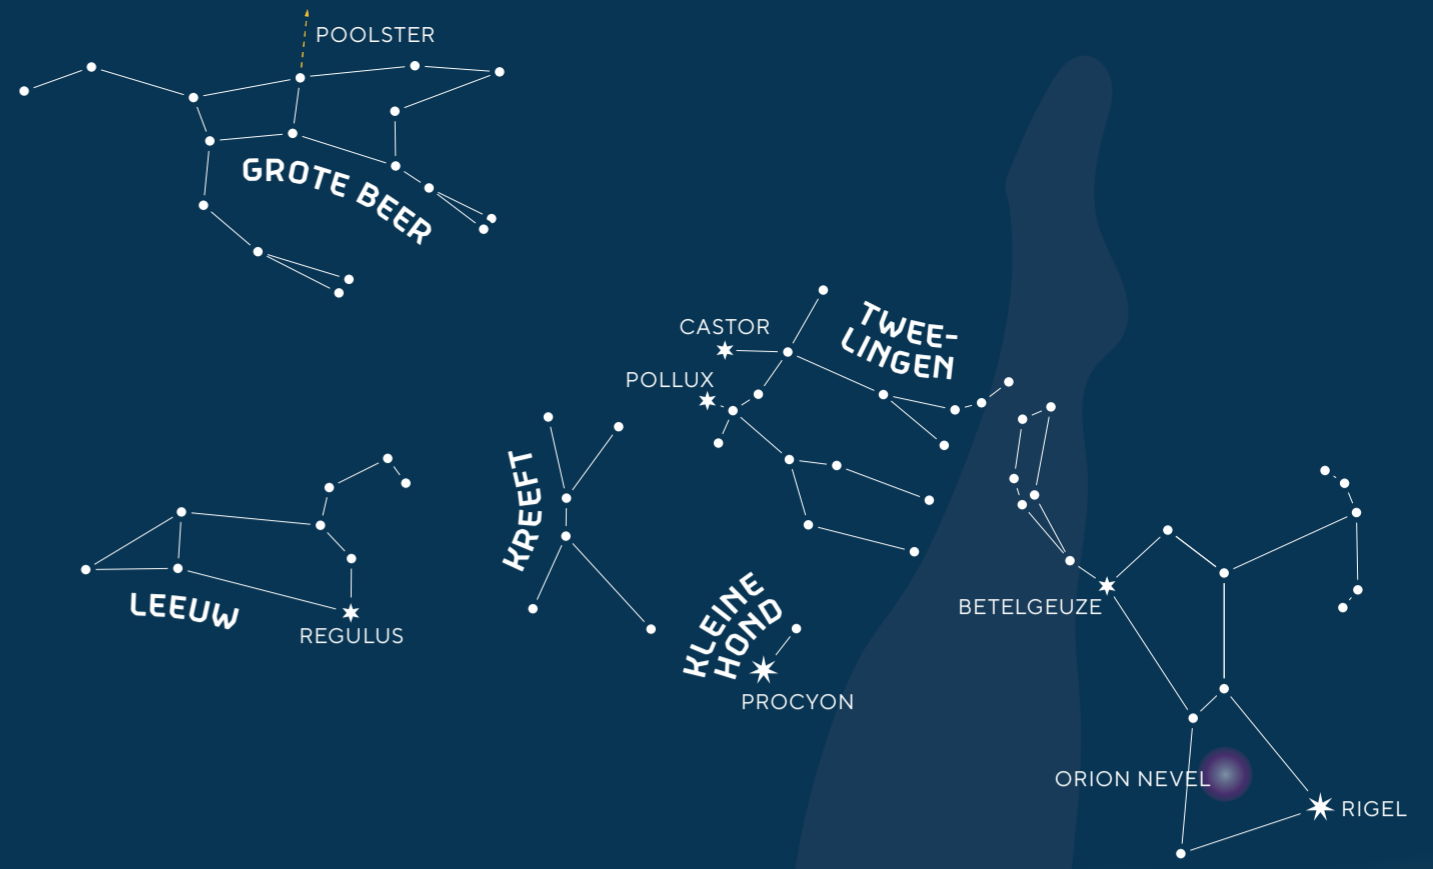 POOLSTER
GROTE BEER
CASTOR
TWEE-
LINGEN
POLLUX
KREEFT
LEEUW
REGULUS
KLEINE
HOND
PROCYON
BETELGEUZE
ORION NEVEL
RIGEL